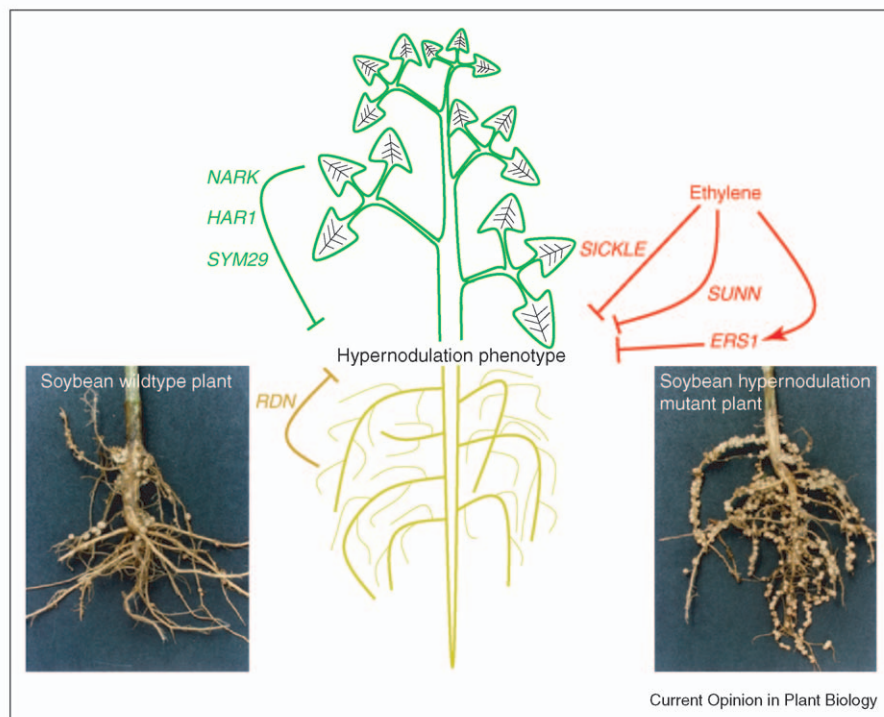 NARK
HAR1
SYM29
Ethylene
SICKLE
SUNN
ERS1
Hypernodulation phenotype
Soybean wildtype plant
RDN
Soybean hypernodulation
mutant plant
Current Opinion in Plant Biology